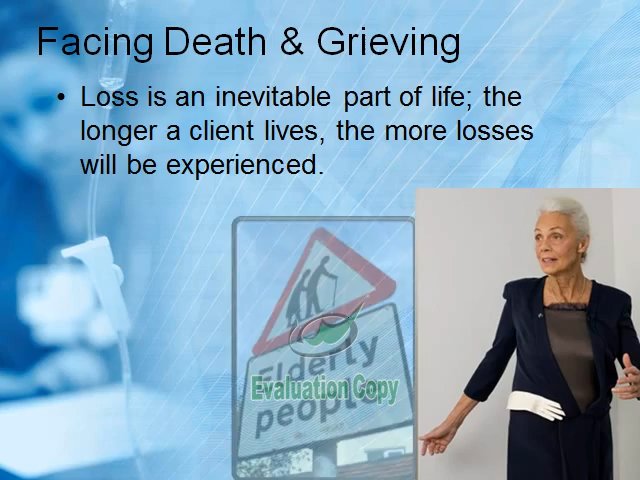 Facing Death & Grieving
• Loss is an inevitable part of life; the
longer a client lives, the more losses
will be experienced.
Elderly
Evaluation Copy
people